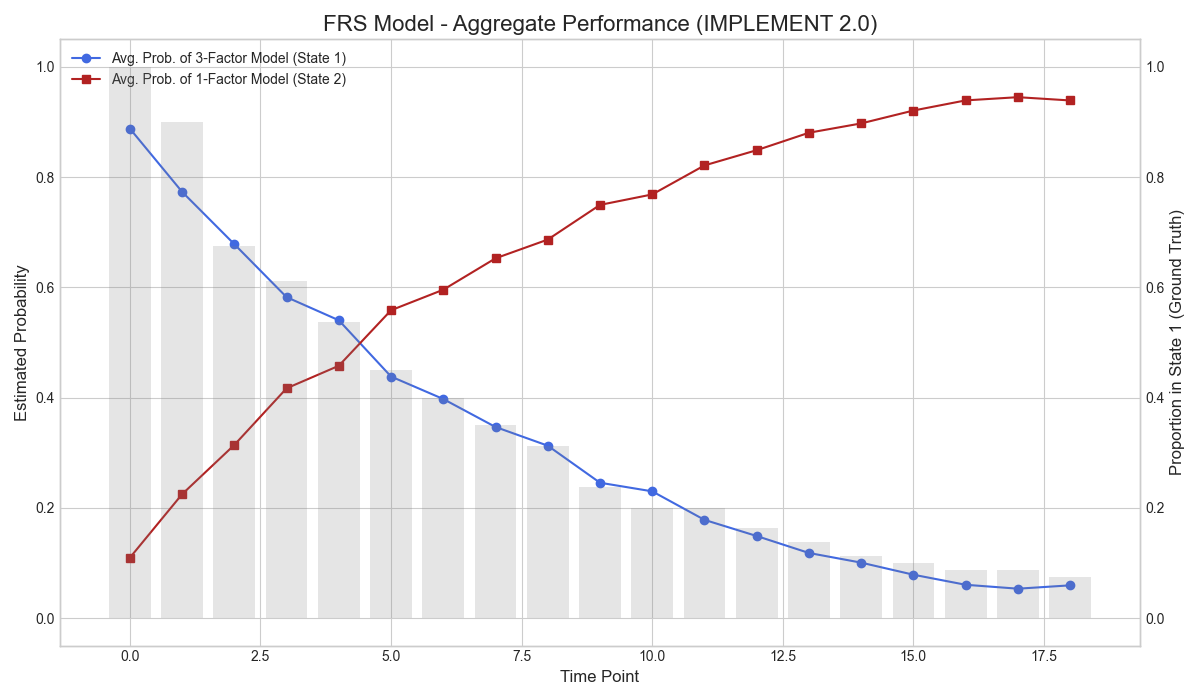 FRS Model - Aggregate Performance (IMPLEMENT 2.0)
Avg. Prob. of 3-Factor Model (State 1)
Avg. Prob. of 1-Factor Model (State 2)
Estimated Probability
1.0
0.8
0.6
0.4
0.2
0.0
1.0
0.8
0.6
0.4
0.2
0.0
Proportion in State 1 (Ground Truth)
0.0 2.5 5.0 7.5 10.0 12.5 15.0 17.5
Time Point